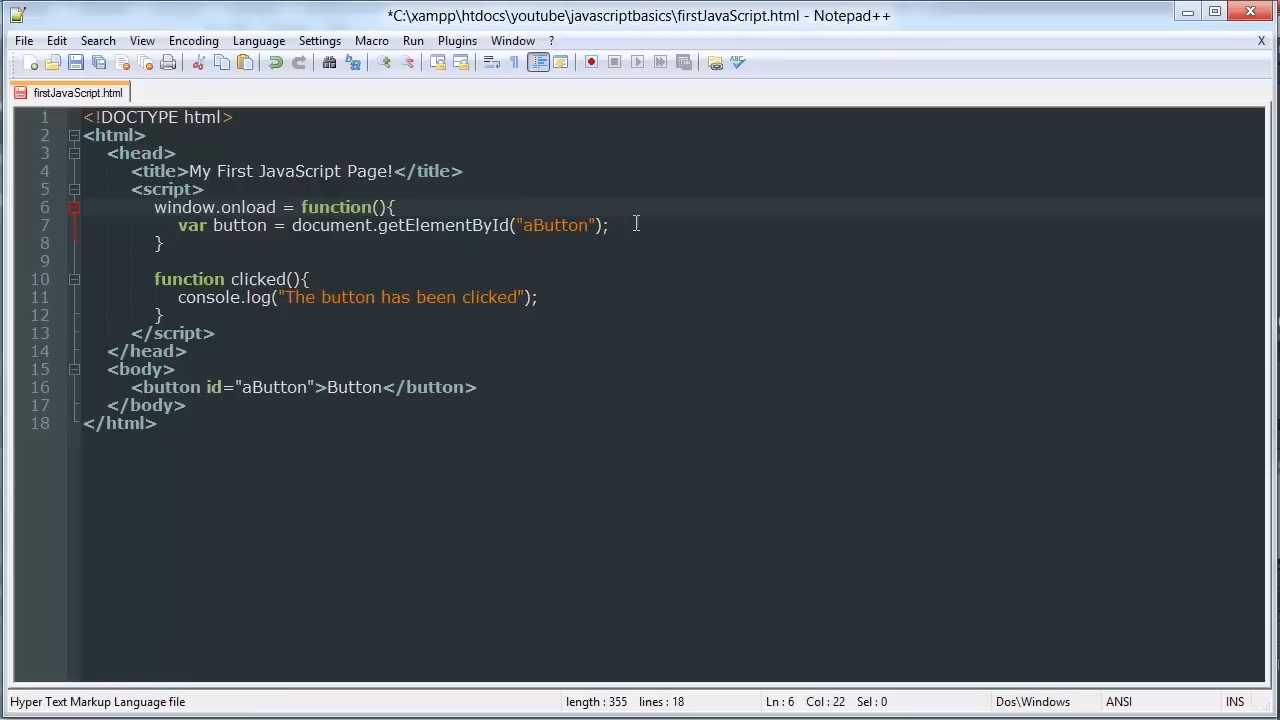 *C:\xampp\htdocs\youtube\javascriptbasics\firstJavaScript.html - Notepad++
File Edit Search View Encoding Language Settings Macro Run Plugins Window ? X
firstJavaScript.html
1 <!DOCTYPE html>
2 <html>
3 <head>
4 <title>My First JavaScript Page!</title>
5 <script>
6 window.onload = function(){
7 var button = document.getElementById("aButton");
8 }
9
10 function clicked(){
11 console.log("The button has been clicked");
12 }
13 </script>
14 </head>
15 <body>
16 <button id="aButton">Button</button>
17 </body>
18 </html>
Hyper Text Markup Language file length : 355 lines : 18 Ln : 6 Col : 22 Sel : 0 Dos\Windows ANSI INS